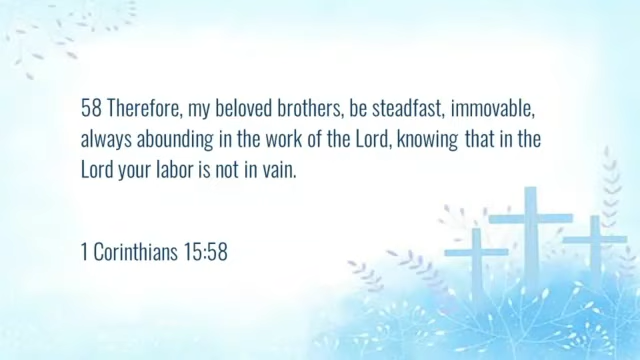 58 Therefore, my beloved brothers, be steadfast, immovable,
always abounding in the work of the Lord, knowing that in the
Lord your labor is not in vain.
1 Corinthians 15:58